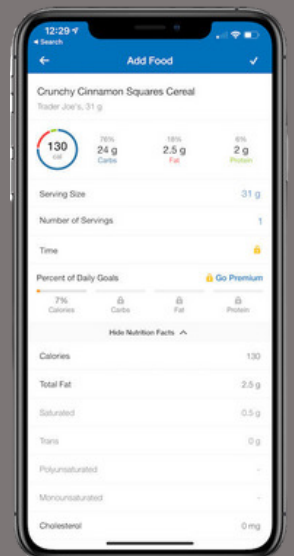 12:29
Search
Add Food
Crunchy Cinnamon Squares Cereal
Trader Joe's, 31 g
130
cal
76% 18% 6%
24 g 2.5 g 2 g
Carbs Fat Protein
Serving Size 31 g
Number of Servings 1
Time
Percent of Daily Goals Go Premium
7%
Calories Carbs Fat Protein
Hide Nutrition Facts
Calories 130
Total Fat 2.5 g
Saturated 0.5 g
Trans 0 g
Polyunsaturated -
Monounsaturated -
Cholesterol 0 mg